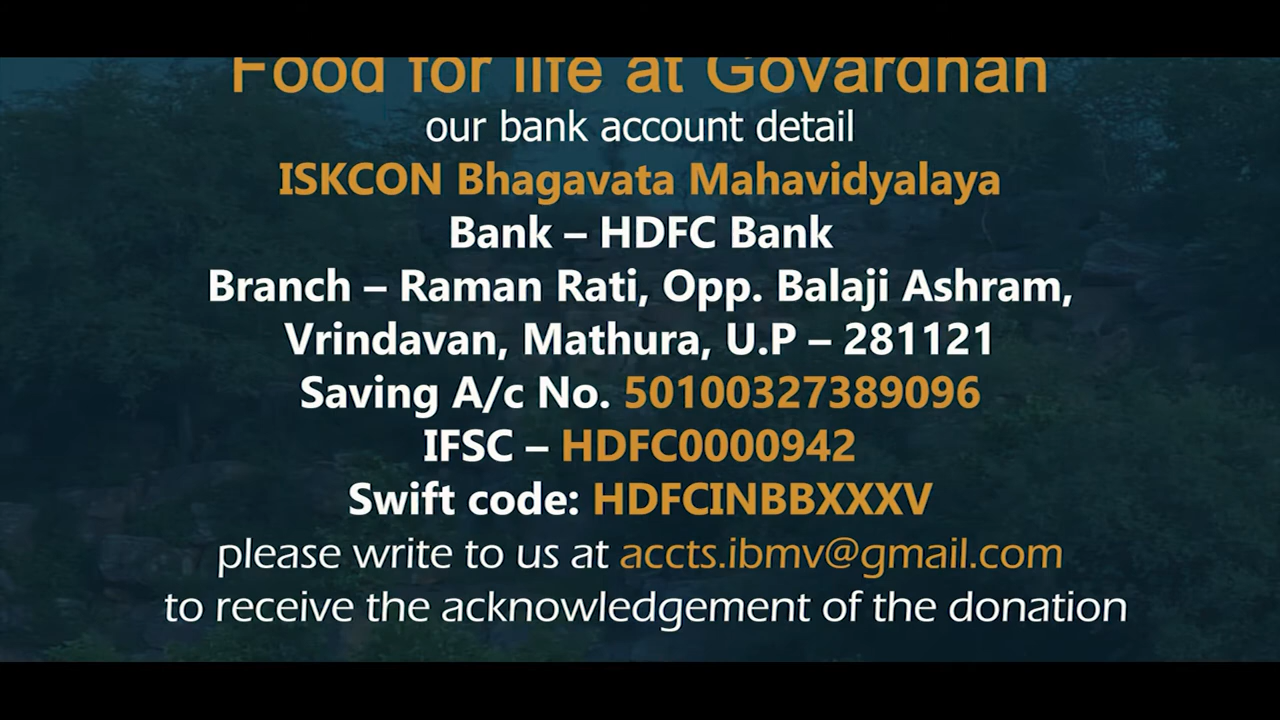 Food for life at Govardhan
our bank account detail
ISKCON Bhagavata Mahavidyalaya
Bank – HDFC Bank
Branch – Raman Rati, Opp. Balaji Ashram,
Vrindavan, Mathura, U.P – 281121
Saving A/c No. 50100327389096
IFSC – HDFC0000942
Swift code: HDFCINBBXXXV
please write to us at accts.ibmv@gmail.com
to receive the acknowledgement of the donation